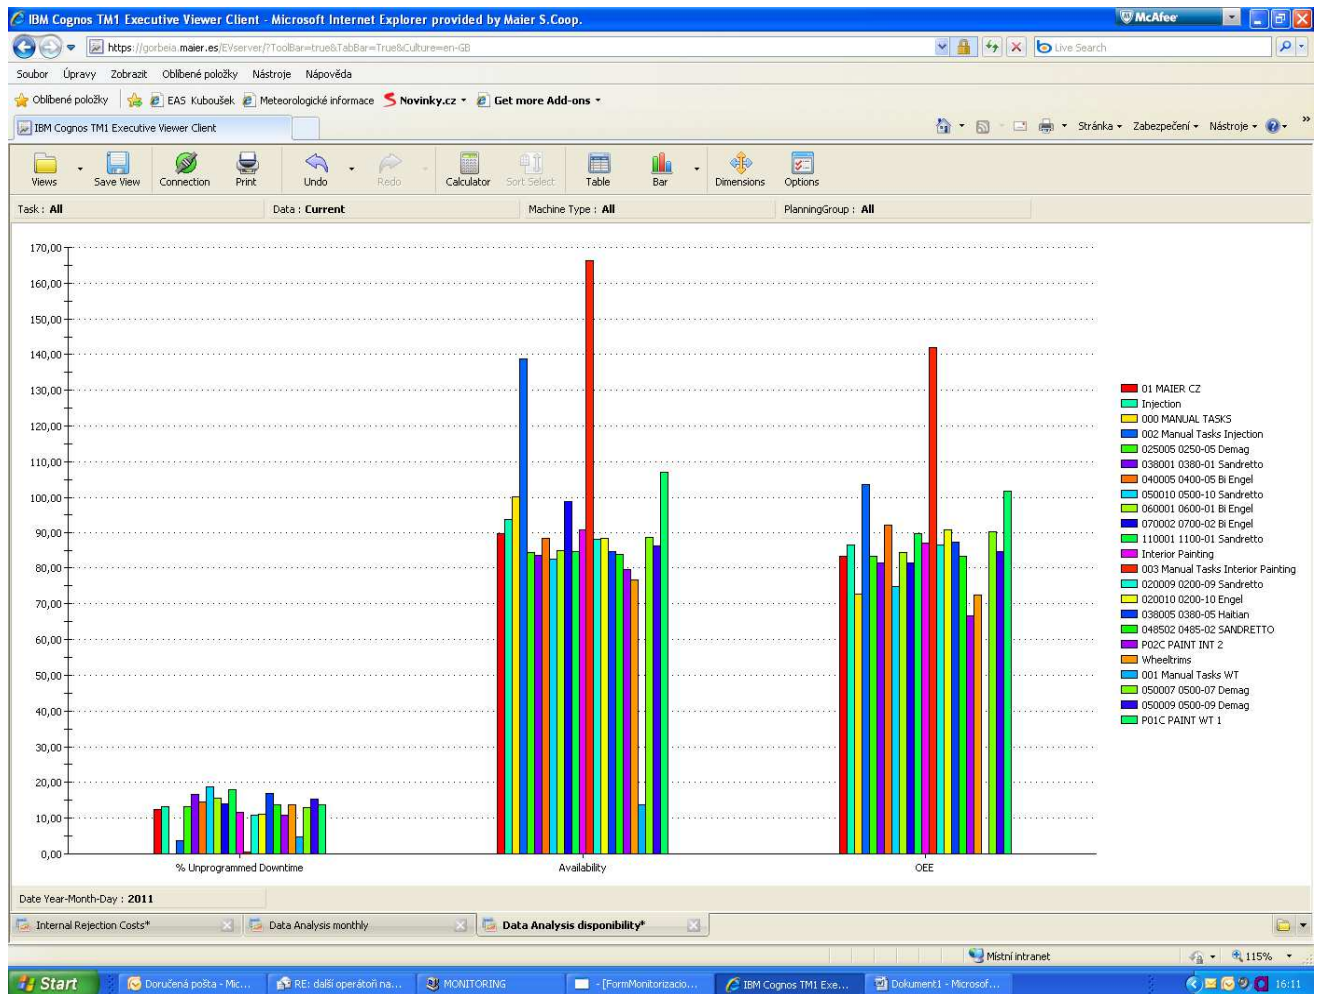 IBM Cognos TM1 Executive Viewer Client - Microsoft Internet Explorer provided by Maier S.Coop.
McAfee
https://gorbeia.maier.es/EVserver/?ToolBar=true&TabBar=True&Culture=en-GB
Live Search
Soubor Úpravy Zobrazit Oblíbené položky Nástroje Nápověda
Oblíbené položky EAS Kuboušek Meteorologické informace Novinky.cz Get more Add-ons
IBM Cognos TM1 Executive Viewer Client
Stránka Zabezpečení Nástroje »
Views Save View Connection Print Undo Redo Calculator Sort Select Table Bar Dimensions Options
Task : All Data : Current Machine Type : All PlanningGroup : All
170,00
160,00
150,00
140,00
130,00
120,00
110,00
100,00
90,00
80,00
70,00
60,00
50,00
40,00
30,00
20,00
10,00
0,00
% Unprogrammed Downtime Availability OEE
01 MAIER CZ
Injection
000 MANUAL TASKS
002 Manual Tasks Injection
025005 0250-05 Demag
038001 0380-01 Sandretto
040005 0400-05 Bi Engel
050010 0500-10 Sandretto
060001 0600-01 Bi Engel
070002 0700-02 Bi Engel
110001 1100-01 Sandretto
Interior Painting
003 Manual Tasks Interior Painting
020009 0200-09 Sandretto
020010 0200-10 Engel
038005 0380-05 Haitian
048502 0485-02 SANDRETTO
P02C PAINT INT 2
Wheeltrims
001 Manual Tasks WT
050007 0500-07 Demag
050009 0500-09 Demag
P01C PAINT WT 1
Date Year-Month-Day : 2011
Internal Rejection Costs* Data Analysis monthly Data Analysis disponibility*
Místní intranet 115%
Start Doručená pošta - Mic... RE: další operátoři na... MONITORING - [FormMonitorizacio... IBM Cognos TM1 Exe... Dokument1 - Microsof... 16:11